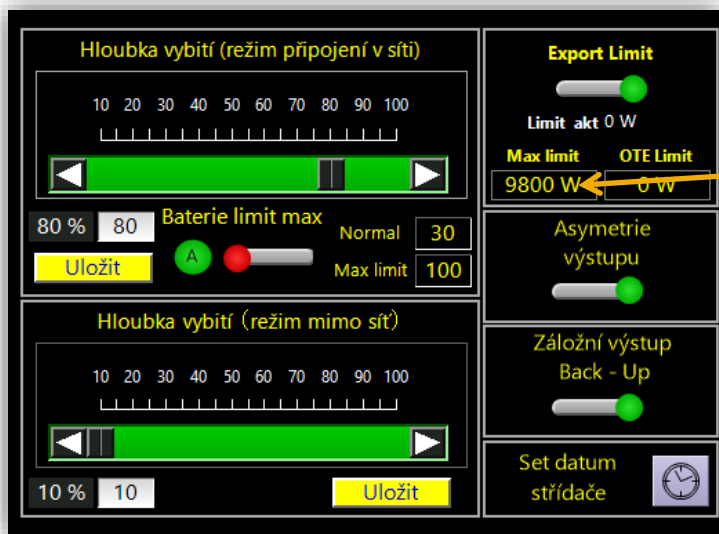 Hloubka vybití (režim připojení v síti)
10 20 30 40 50 60 70 80 90 100
80 % 80
Baterie limit max
A
Normal 30
Max limit 100
Uložit
Hloubka vybití (režim mimo síť)
10 20 30 40 50 60 70 80 90 100
10 % 10
Uložit
Export Limit
Limit akt 0 W
Max limit OTE Limit
9800 W 0 W
Asymetrie
výstupu
Záložní výstup
Back - Up
Set datum
střídače